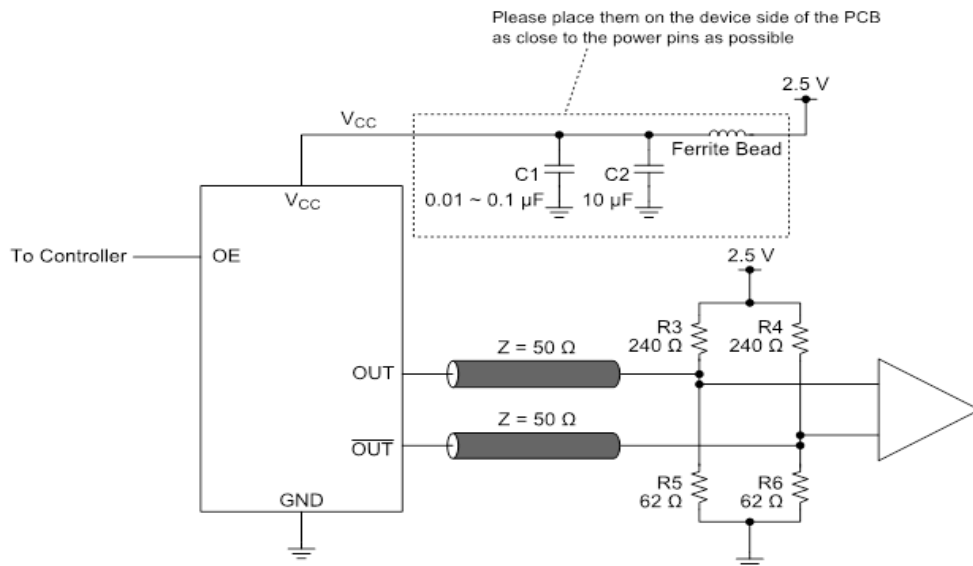 Please place them on the device side of the PCB
as close to the power pins as possible
2.5 V
VCC
Ferrite Bead
C1
C2
0.01 ~ 0.1 µF
10 µF
VCC
To Controller
OE
2.5 V
R3
R4
240 Ω
240 Ω
Z = 50 Ω
OUT
Z = 50 Ω
OUT
R5
R6
62 Ω
62 Ω
GND